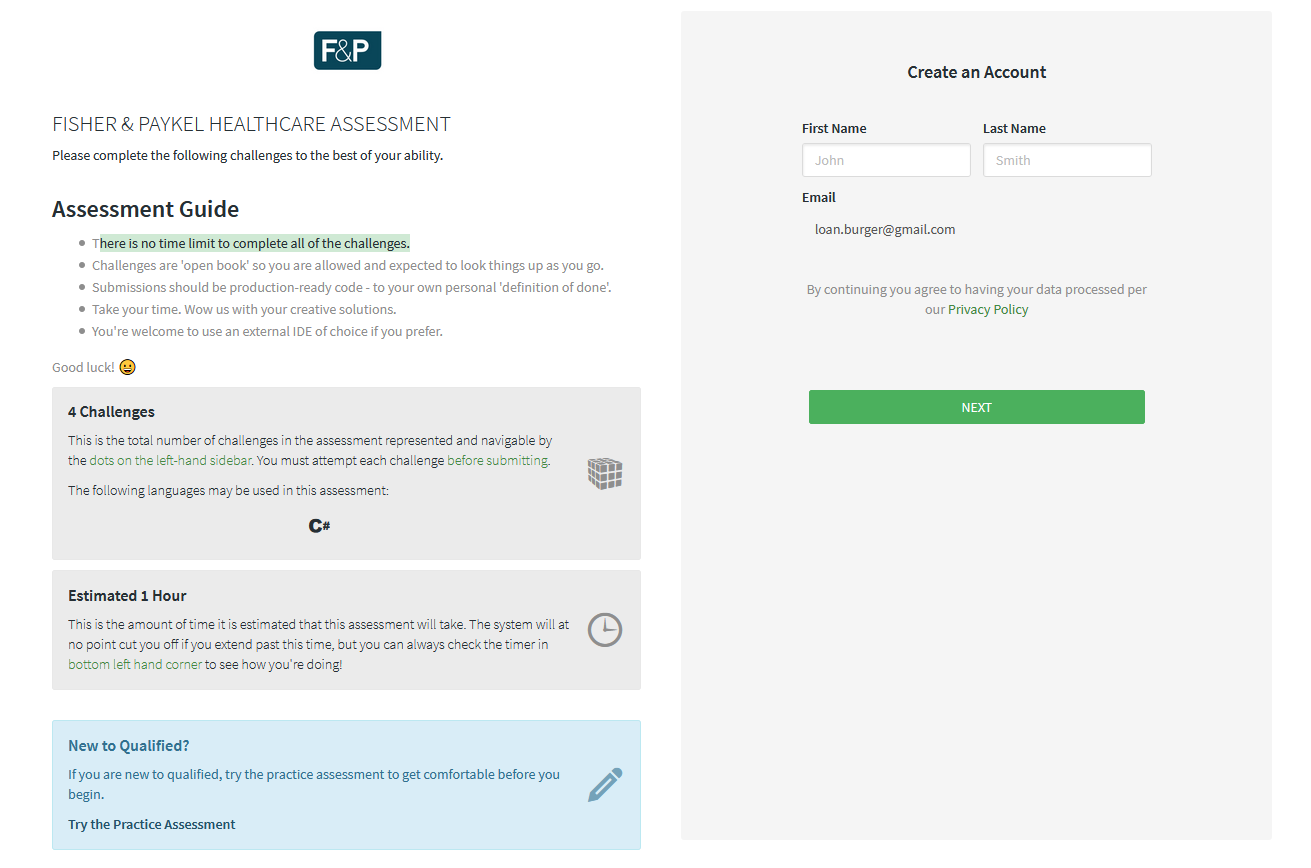 F&P
FISHER & PAYKEL HEALTHCARE ASSESSMENT
Please complete the following challenges to the best of your ability.
Assessment Guide
There is no time limit to complete all of the challenges.
Challenges are 'open book' so you are allowed and expected to look things up as you go.
Submissions should be production-ready code - to your own personal 'definition of done'.
Take your time. Wow us with your creative solutions.
You're welcome to use an external IDE of choice if you prefer.
Good luck! 😀
4 Challenges
This is the total number of challenges in the assessment represented and navigable by
the dots on the left-hand sidebar. You must attempt each challenge before submitting.
The following languages may be used in this assessment:
C#
Estimated 1 Hour
This is the amount of time it is estimated that this assessment will take. The system will at
no point cut you off if you extend past this time, but you can always check the timer in
bottom left hand corner to see how you're doing!
New to Qualified?
If you are new to qualified, try the practice assessment to get comfortable before you
begin.
Try the Practice Assessment
Create an Account
First Name Last Name
John Smith
Email
loan.burger@gmail.com
By continuing you agree to having your data processed per
our Privacy Policy
NEXT